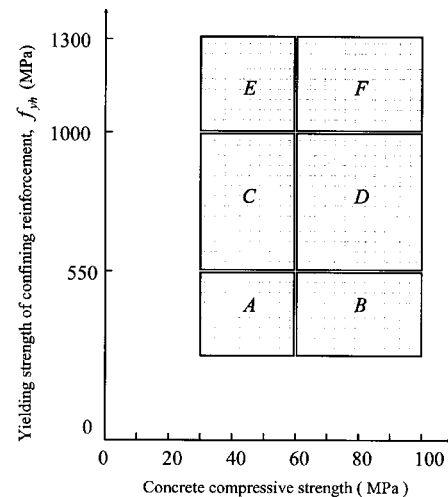 1300
1000
550
0
Yielding strength of confining reinforcement, f_yh (MPa)
E F
C D
A B
0 20 40 60 80 100
Concrete compressive strength ( MPa )